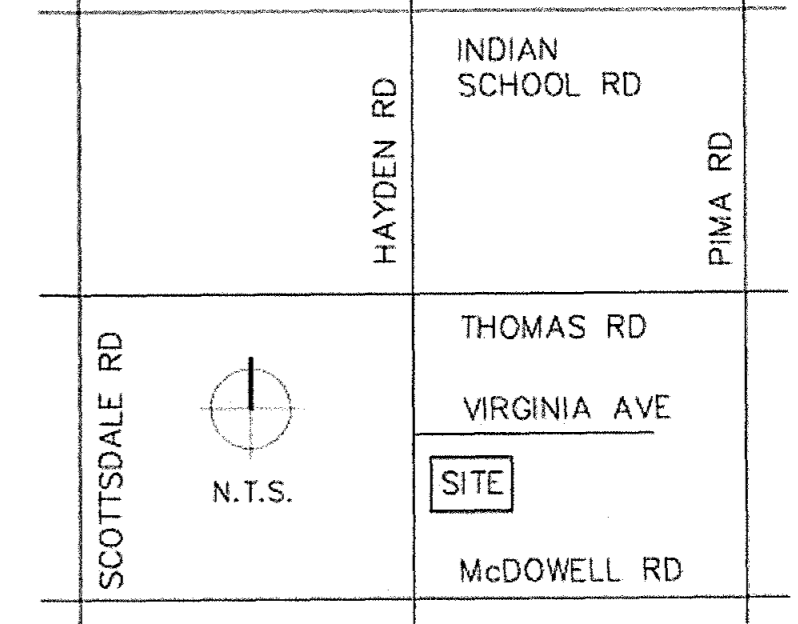 INDIAN
SCHOOL RD
HAYDEN RD
PIMA RD
THOMAS RD
SCOTTSDALE RD
VIRGINIA AVE
SITE
N.T.S.
McDOWELL RD